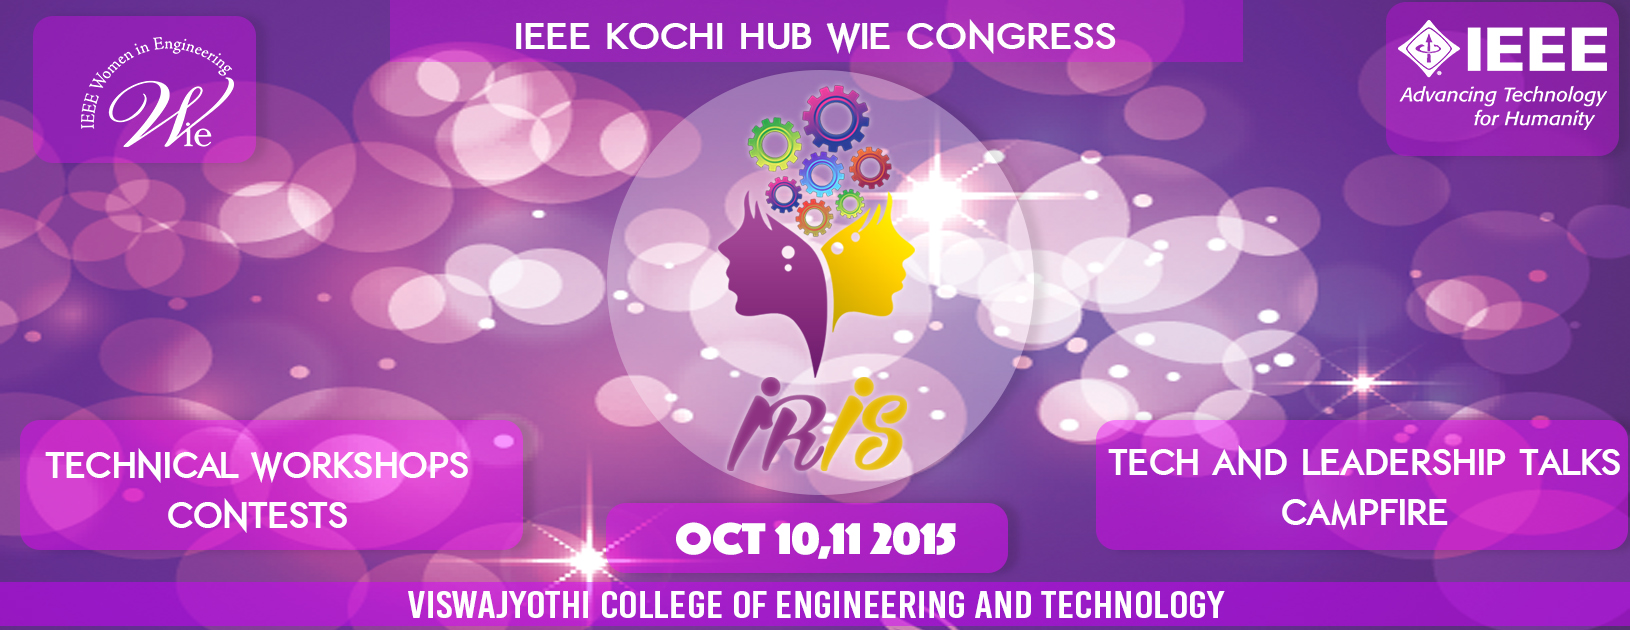 IEEE KOCHI HUB WIE CONGRESS
IEEE Women in Engineering
Wie
IEEE
Advancing Technology
for Humanity
iRiS
TECHNICAL WORKSHOPS
CONTESTS
TECH AND LEADERSHIP TALKS
CAMPFIRE
OCT 10,11 2015
VISWAJYOTHI COLLEGE OF ENGINEERING AND TECHNOLOGY